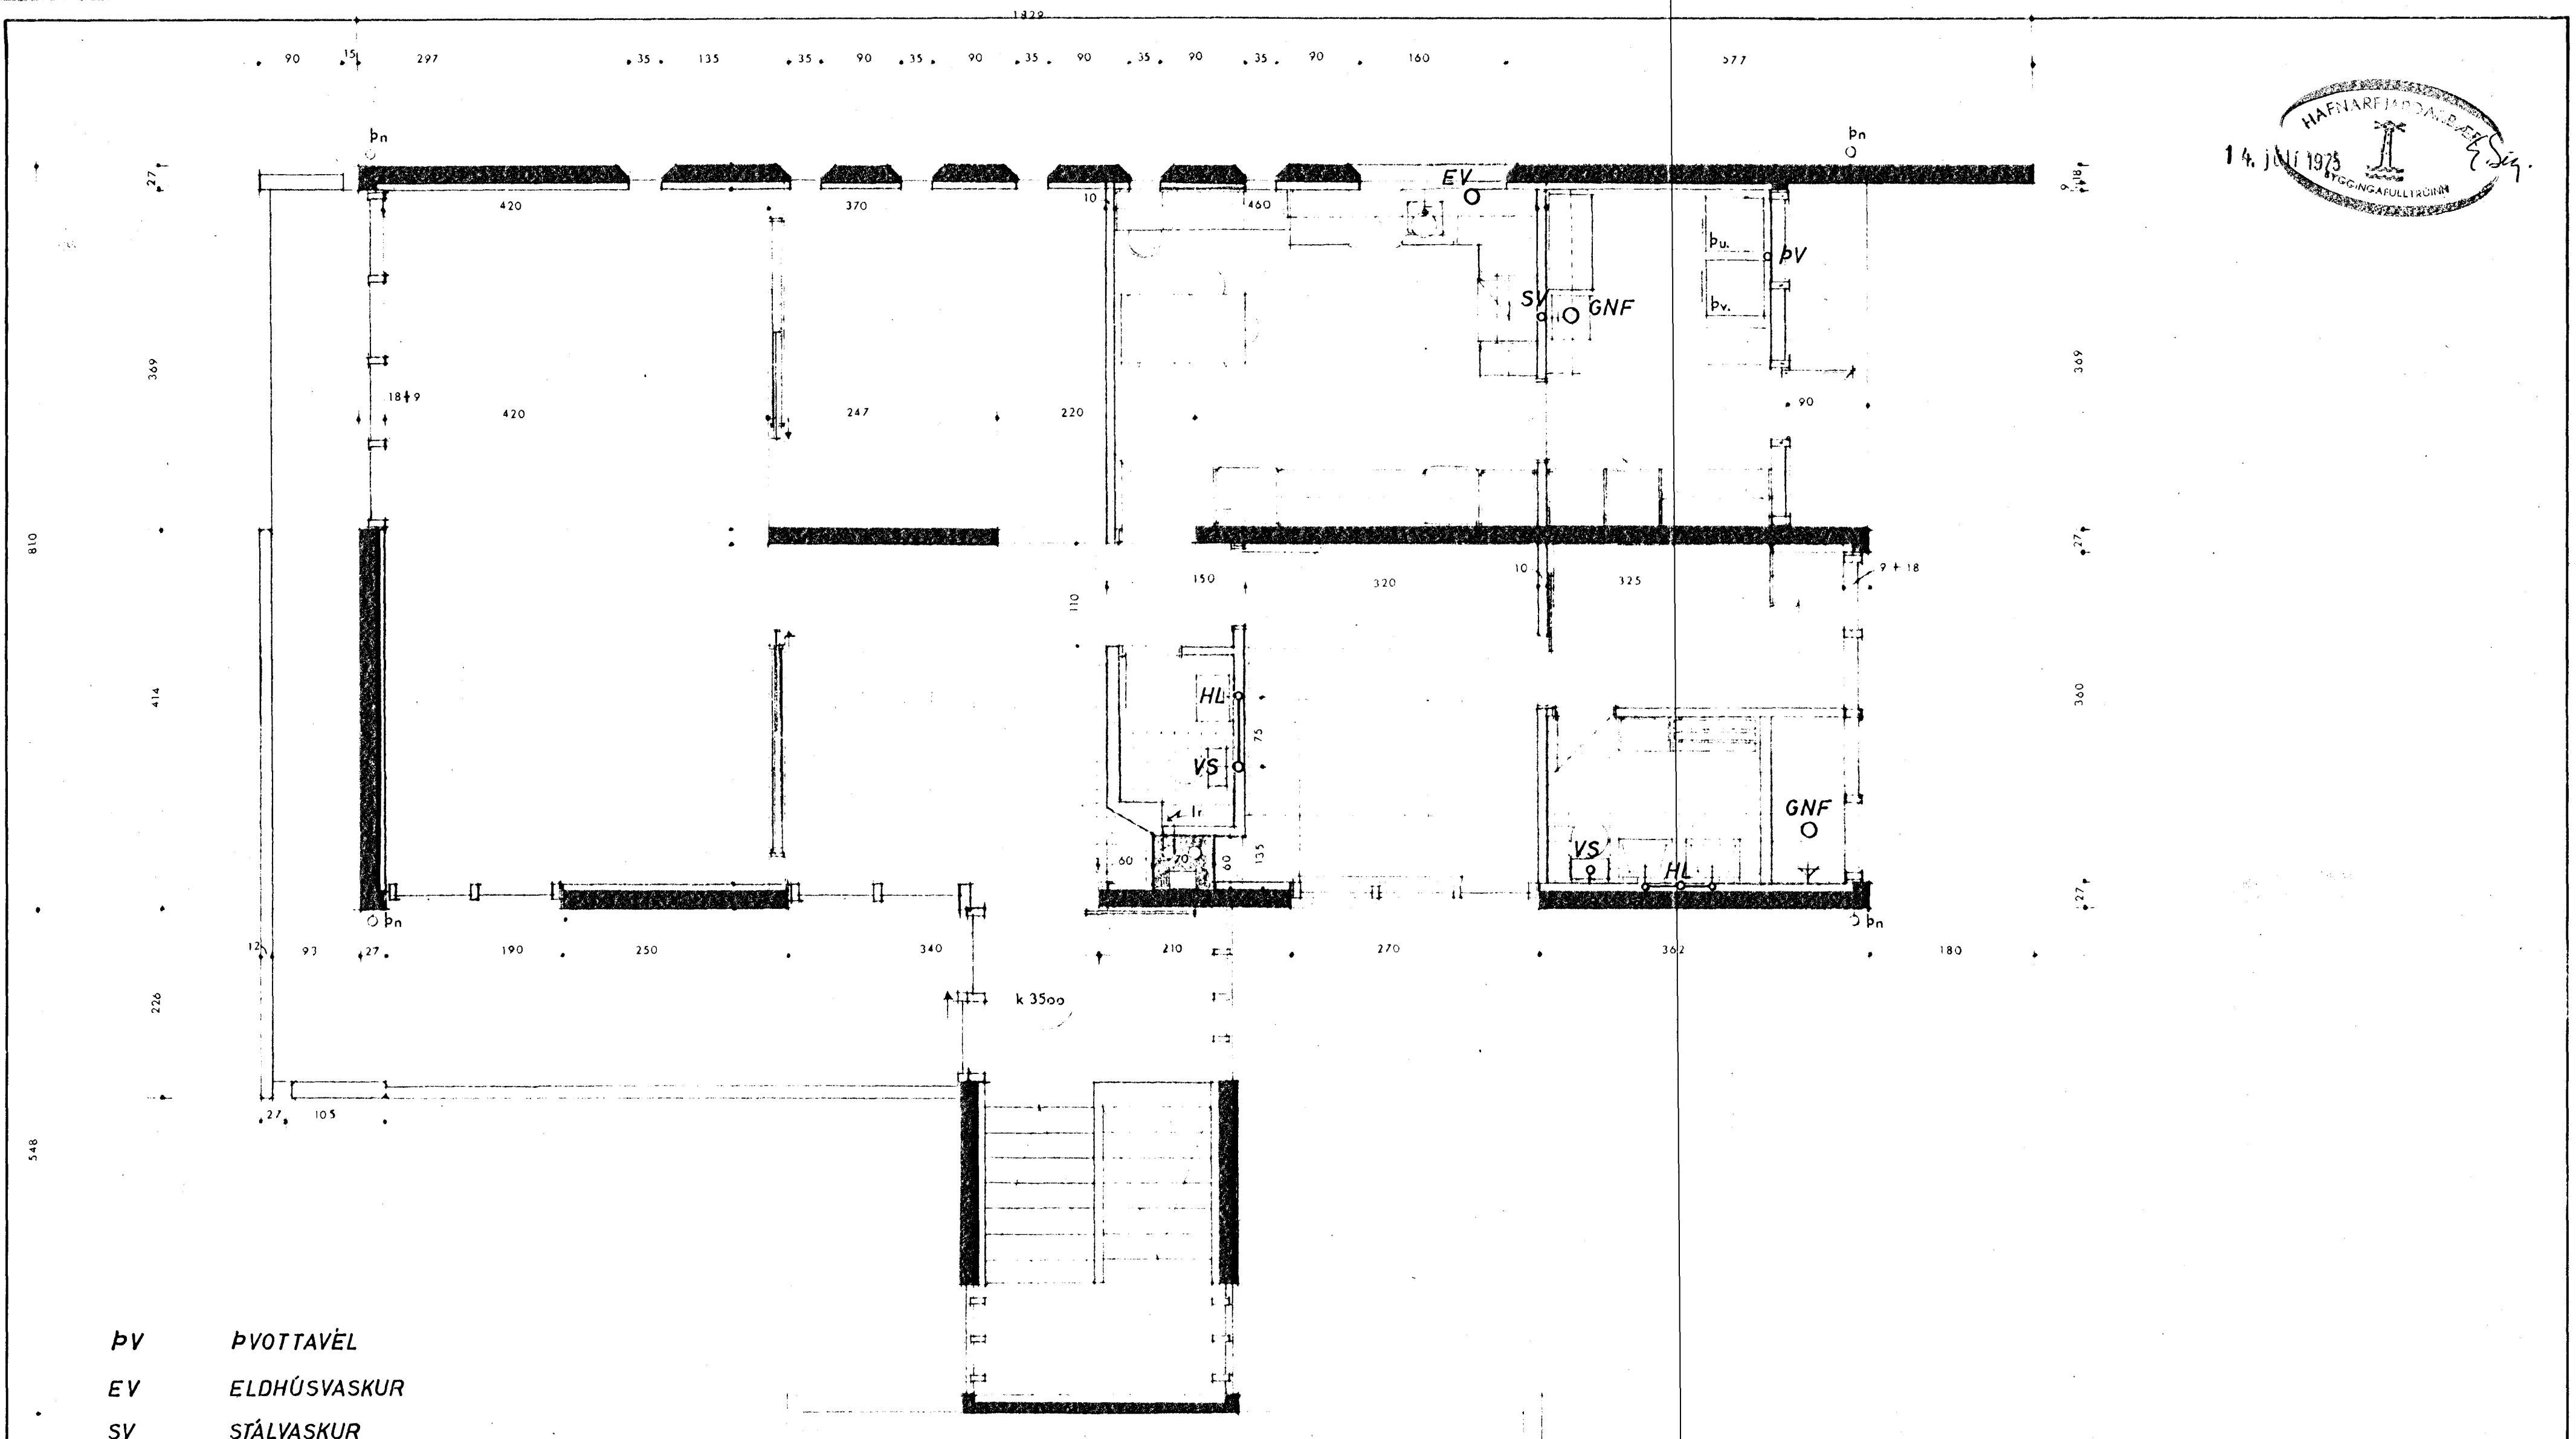 1829
90 15 297 35 135 35 90 35 90 35 90 35 90 35 90 160 577
HAFNARFJARÐARBÆR
14. júlí 1975
BYGGINGAFULLTRÚINN
E. Sig.
þn
þn
27
EV
9 18
420 370 10 460
þu.
þV
SV GNF
þv.
369
369
18+9
420 247 220
90
810
27
150
10
9 + 18
320
325
110
414
HL
360
75
VS
GNF
lr
VS
60 70 60 135
HL
27
þn
þn
12 93 27 190 250 340 210 270 362 180
226
k 3500
27 105
548
ÞV ÞVOTTAVÉL
EV ELDHÚSVASKUR
SV STÁLVASKUR